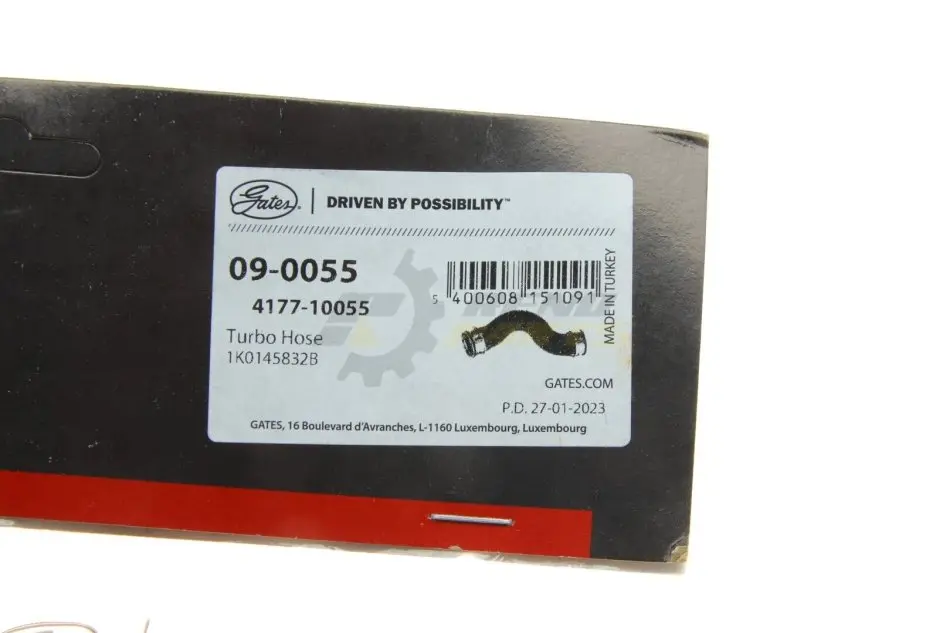 Gates® | DRIVEN BY POSSIBILITY™
09-0055
4177-10055
Turbo Hose
1K0145832B
5 400608 151091
MADE IN TURKEY
GATES.COM
P.D. 27-01-2023
GATES, 16 Boulevard d'Avranches, L-1160 Luxembourg, Luxembourg